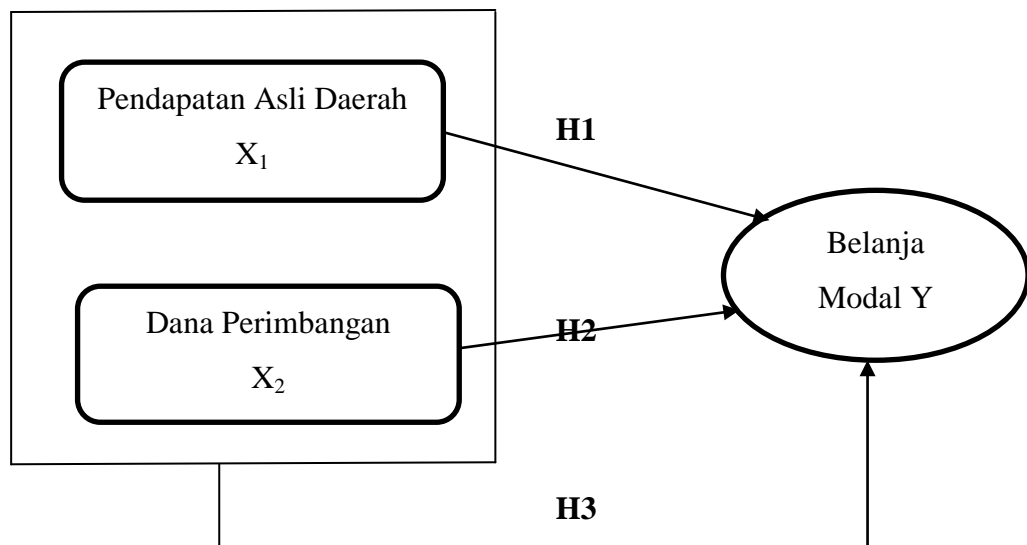 Pendapatan Asli Daerah
X₁
H1
Belanja
Modal Y
Dana Perimbangan
X₂
H2
H3